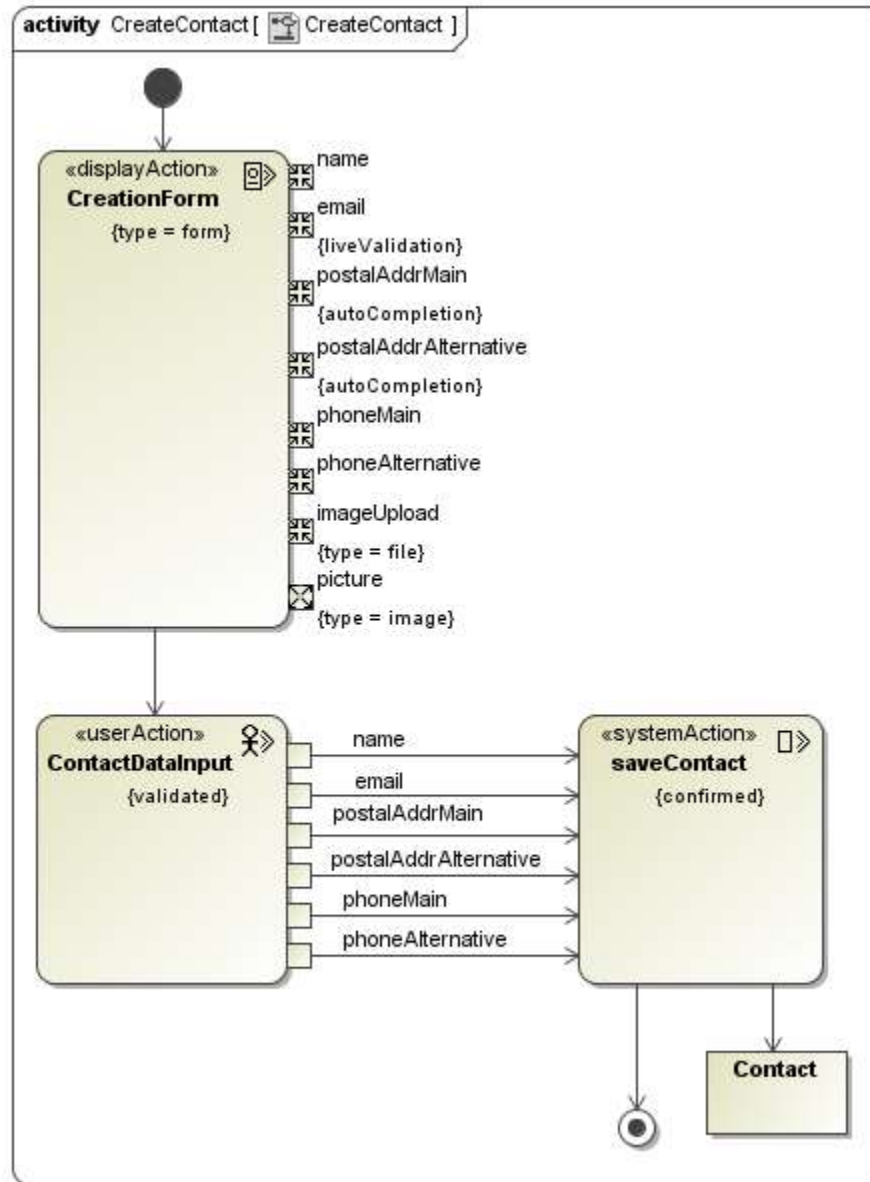 activity CreateContact [ CreateContact ]
«displayAction»
CreationForm
{type = form}
name
email
{liveValidation}
postalAddrMain
{autoCompletion}
postalAddrAlternative
{autoCompletion}
phoneMain
phoneAlternative
imageUpload
{type = file}
picture
{type = image}
«userAction»
ContactDataInput
{validated}
name
email
postalAddrMain
postalAddrAlternative
phoneMain
phoneAlternative
«systemAction»
saveContact
{confirmed}
Contact